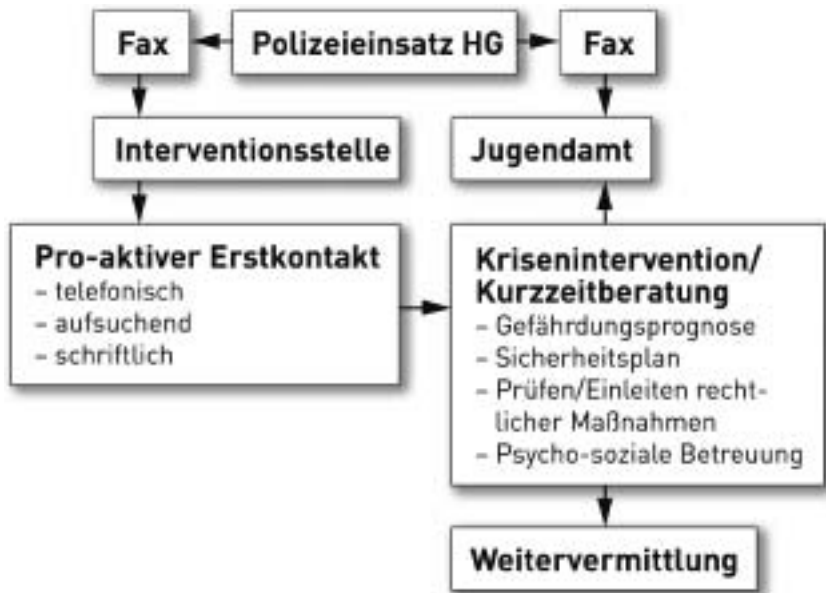 Fax
Polizeieinsatz HG
Fax
Interventionsstelle
Jugendamt
Pro-aktiver Erstkontakt
– telefonisch
– aufsuchend
– schriftlich
Krisenintervention/
Kurzzeitberatung
– Gefährdungsprognose
– Sicherheitsplan
– Prüfen/Einleiten recht-
licher Maßnahmen
– Psycho-soziale Betreuung
Weitervermittlung